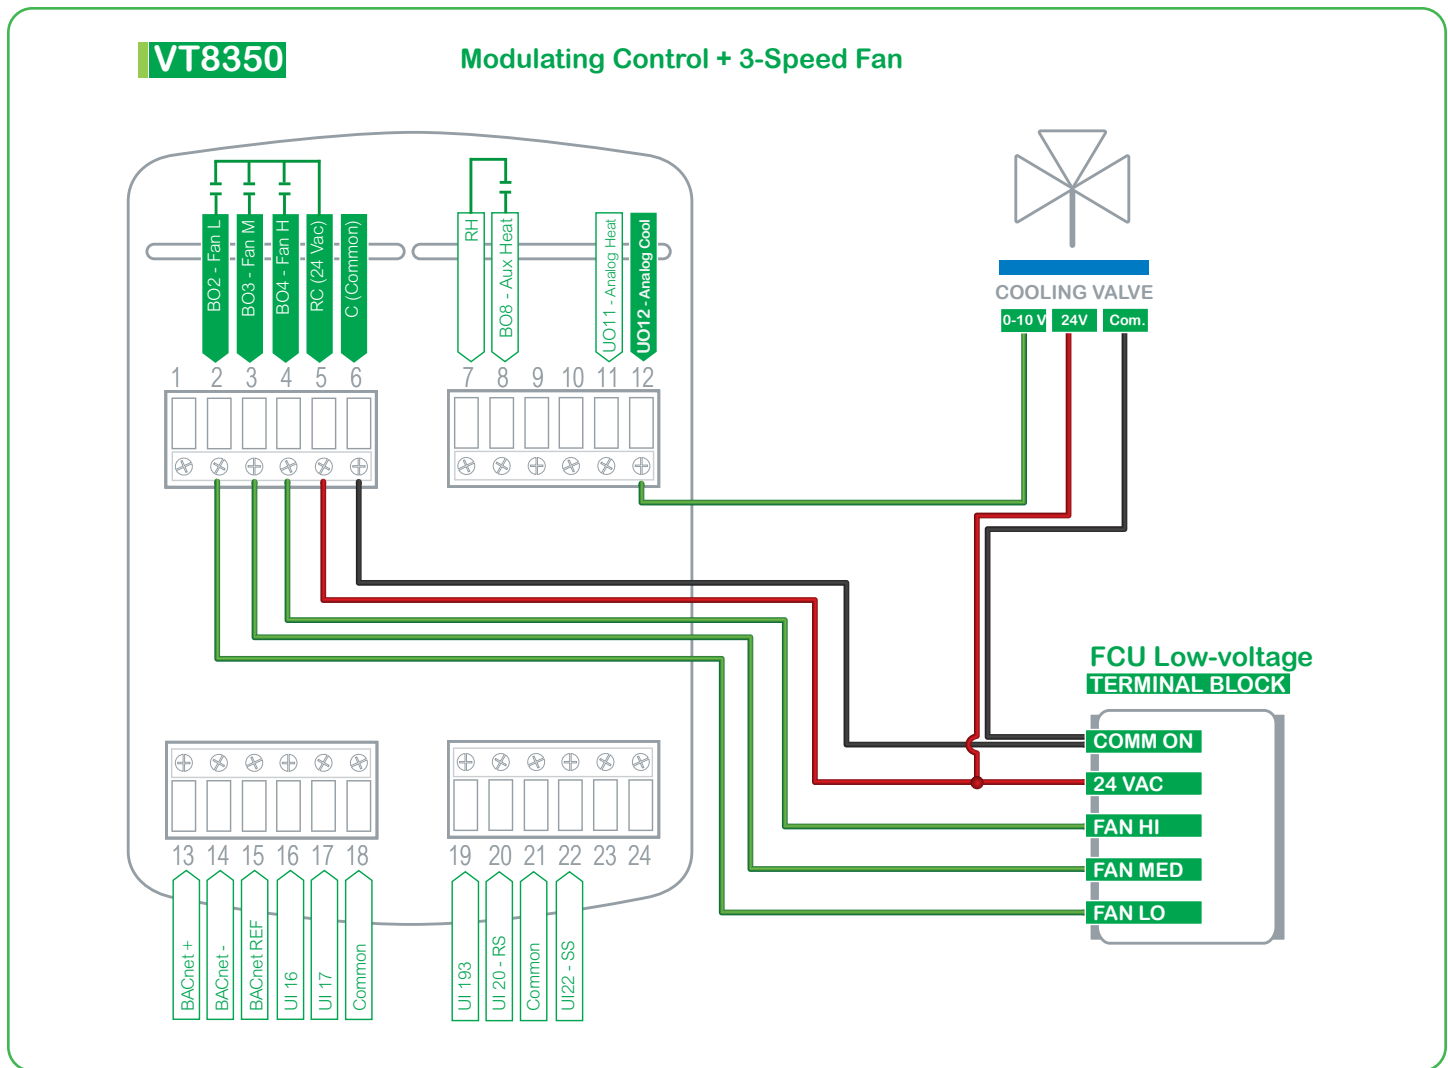 VT8350
Modulating Control + 3-Speed Fan
BO2 - Fan L
BO3 - Fan M
BO4 - Fan H
RC (24 Vac)
C (Common)
RH
BO8 - Aux Heat
UO11 - Analog Heat
UO12 - Analog Cool
1 2 3 4 5 6
7 8 9 10 11 12
COOLING VALVE
0-10 V 24V Com.
FCU Low-voltage
TERMINAL BLOCK
COMM ON
24 VAC
FAN HI
FAN MED
FAN LO
13 14 15 16 17 18
19 20 21 22 23 24
BACnet +
BACnet -
BACnet REF
UI 16
UI 17
Common
UI 193
UI 20 - RS
Common
UI22 - SS